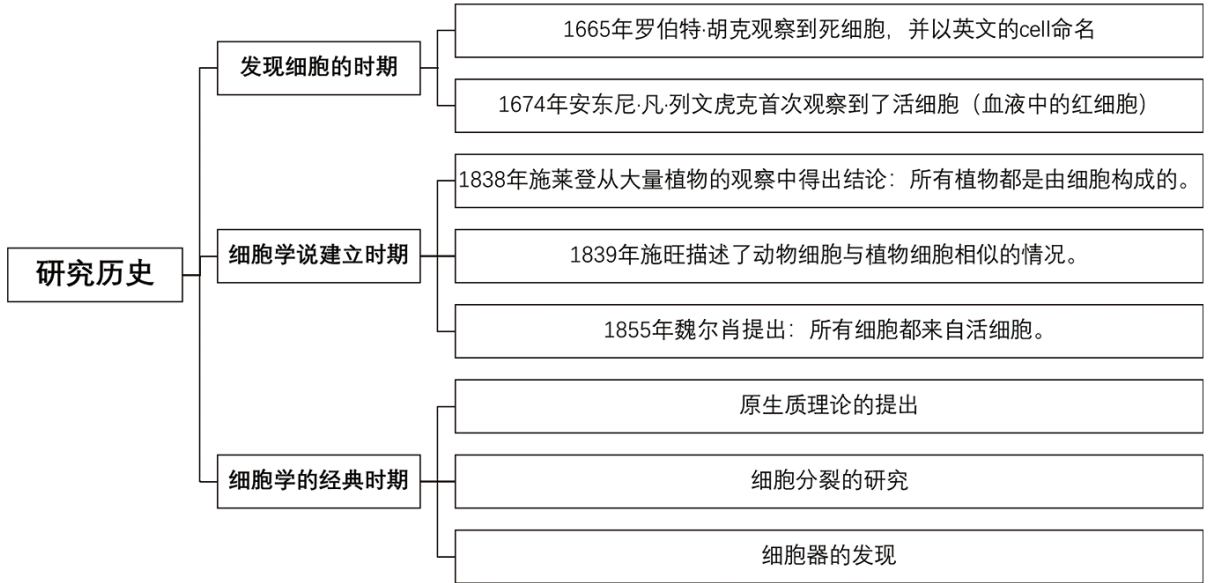 研究历史
发现细胞的时期
1665年罗伯特·胡克观察到死细胞，并以英文的cell命名
1674年安东尼·凡·列文虎克首次观察到了活细胞（血液中的红细胞）
细胞学说建立时期
1838年施莱登从大量植物的观察中得出结论：所有植物都是由细胞构成的。
1839年施旺描述了动物细胞与植物细胞相似的情况。
1855年魏尔肖提出：所有细胞都来自活细胞。
细胞学的经典时期
原生质理论的提出
细胞分裂的研究
细胞器的发现